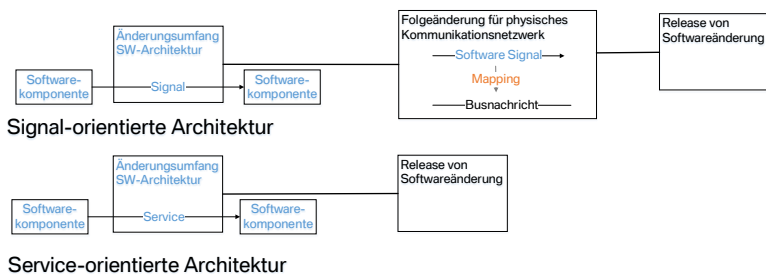 Änderungsumfang
SW-Architektur
Folgeänderung für physisches
Kommunikationsnetzwerk
Release von
Softwareänderung
Software Signal
Mapping
Busnachricht
Software-
komponente
Signal
Software-
komponente
Signal-orientierte Architektur
Änderungsumfang
SW-Architektur
Release von
Softwareänderung
Software-
komponente
Service
Software-
komponente
Service-orientierte Architektur